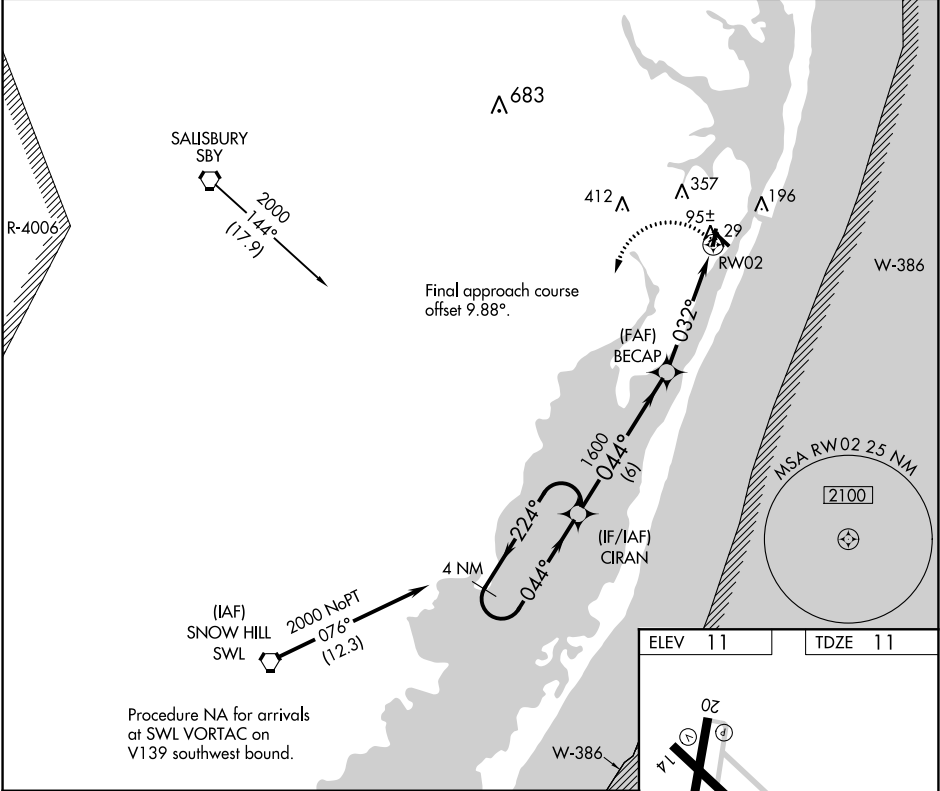 683
SALISBURY
SBY
2000
144°
(17.9)
R-4006
412
357
196
95±
29
RW02
W-386
Final approach course
offset 9.88°.
032°
(FAF)
BECAP
1600
044°
(6)
MSA RW02 25 NM
2100
224°
(IF/IAF)
CIRAN
4 NM
044°
(IAF)
SNOW HILL
SWL
2000 NoPT
076°
(12.3)
Procedure NA for arrivals
at SWL VORTAC on
V139 southwest bound.
W-386
ELEV 11
TDZE 11
20
P
V
14